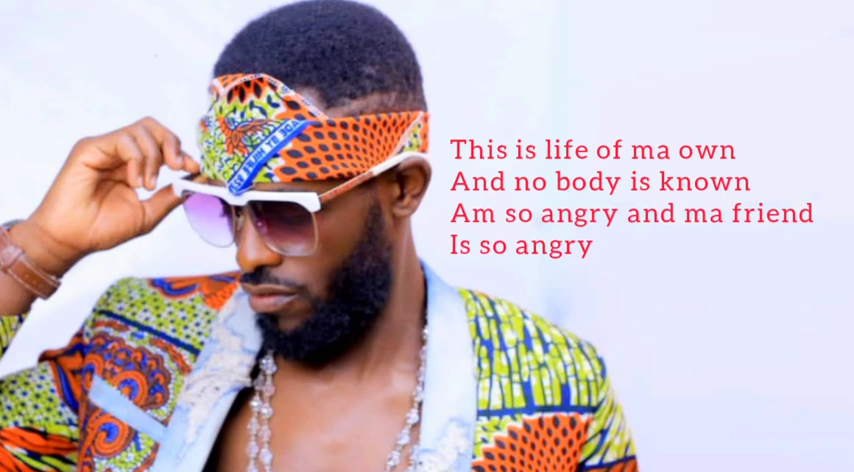 This is life of ma own
And no body is known
Am so angry and ma friend
Is so angry